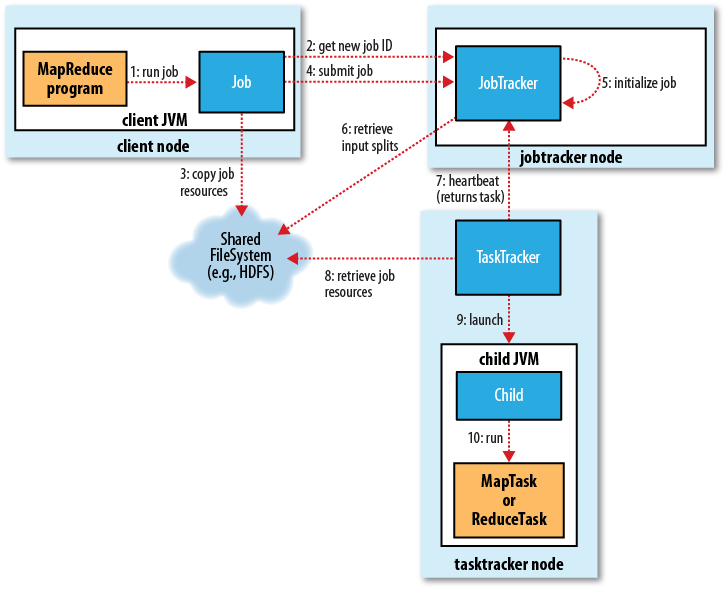 MapReduce
program
1: run job
Job
client JVM
client node
2: get new job ID
4: submit job
JobTracker
5: initialize job
jobtracker node
3: copy job
resources
6: retrieve
input splits
7: heartbeat
(returns task)
Shared
FileSystem
(e.g., HDFS)
8: retrieve job
resources
TaskTracker
9: launch
child JVM
Child
10: run
MapTask
or
ReduceTask
tasktracker node